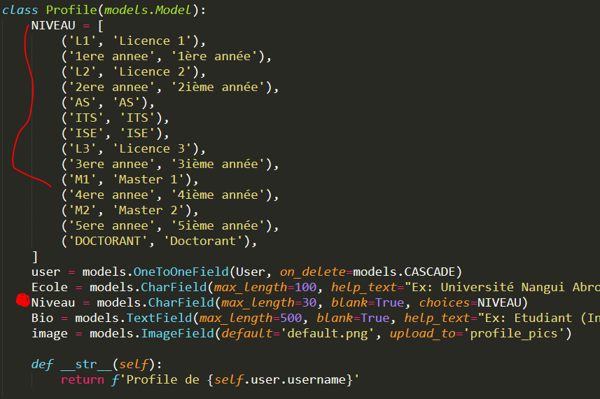 class Profile(models.Model):
NIVEAU = [
('L1', 'Licence 1'),
('1ere annee', '1ère année'),
('L2', 'Licence 2'),
('2ere annee', '2ième année'),
('AS', 'AS'),
('ITS', 'ITS'),
('ISE', 'ISE'),
('L3', 'Licence 3'),
('3ere annee', '3ième année'),
('M1', 'Master 1'),
('4ere annee', '4ième année'),
('M2', 'Master 2'),
('5ere annee', '5ième année'),
('DOCTORANT', 'Doctorant'),
]
user = models.OneToOneField(User, on_delete=models.CASCADE)
Ecole = models.CharField(max_length=100, help_text="Ex: Université Nangui Abro
Niveau = models.CharField(max_length=30, blank=True, choices=NIVEAU)
Bio = models.TextField(max_length=500, blank=True, help_text="Ex: Etudiant (In
image = models.ImageField(default='default.png', upload_to='profile_pics')
def __str__(self):
return f'Profile de {self.user.username}'